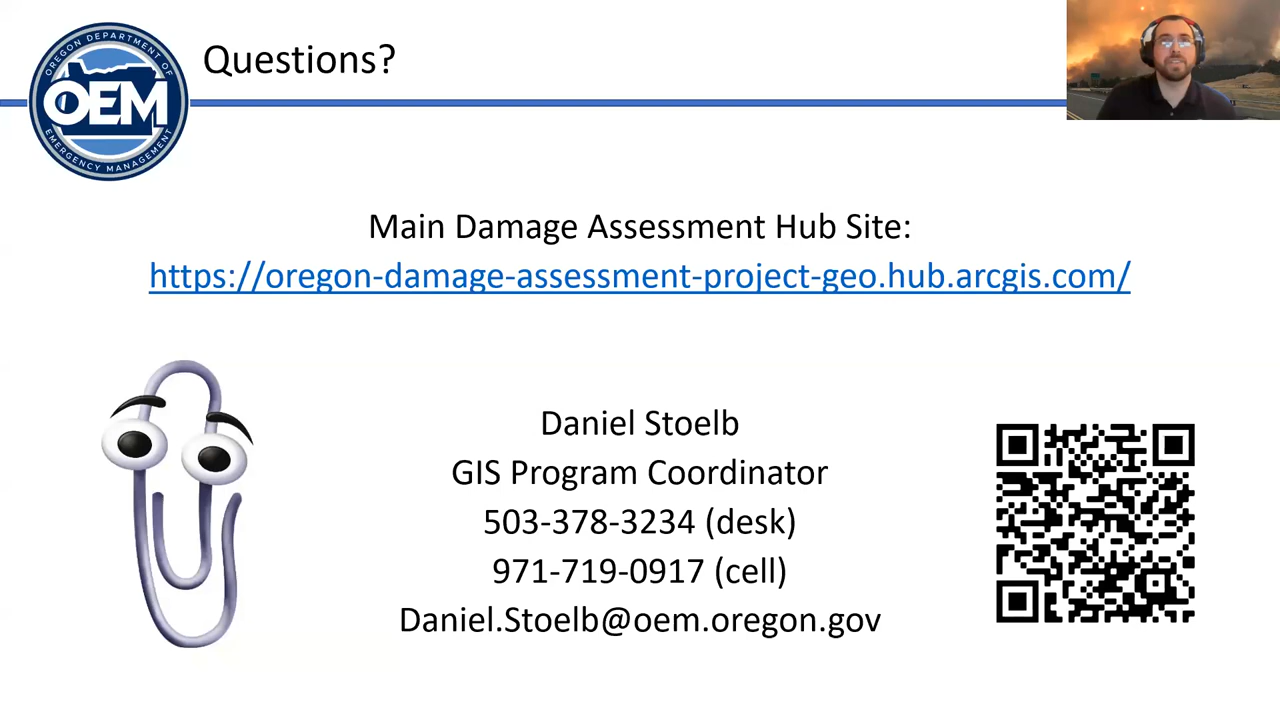 OREGON DEPARTMENT OF
OEM
EMERGENCY MANAGEMENT
Questions?
Main Damage Assessment Hub Site:
https://oregon-damage-assessment-project-geo.hub.arcgis.com/
Daniel Stoelb
GIS Program Coordinator
503-378-3234 (desk)
971-719-0917 (cell)
Daniel.Stoelb@oem.oregon.gov